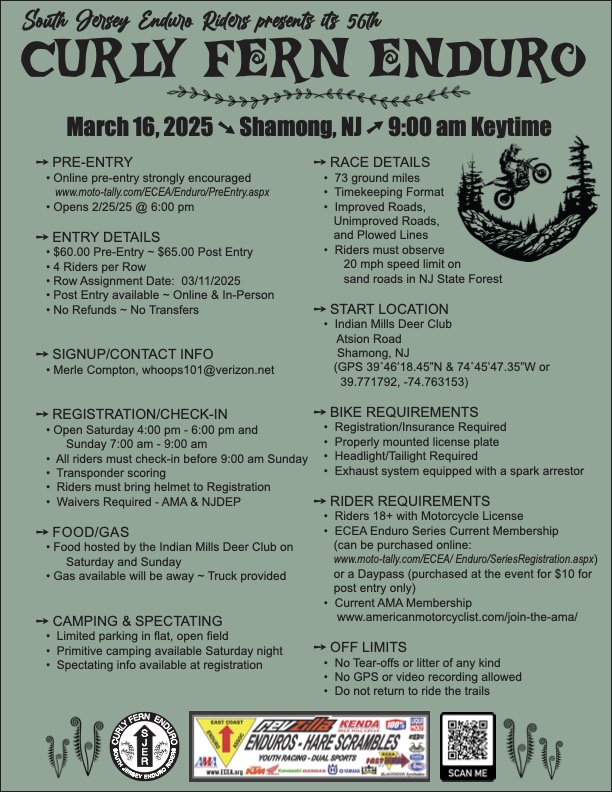 South Jersey Enduro Riders presents its 56th
CURLY FERN ENDURO
March 16, 2025 ➘ Shamong, NJ ➚ 9:00 am Keytime
➙ PRE-ENTRY
• Online pre-entry strongly encouraged
www.moto-tally.com/ECEA/Enduro/PreEntry.aspx
• Opens 2/25/25 @ 6:00 pm
➙ ENTRY DETAILS
• $60.00 Pre-Entry ~ $65.00 Post Entry
• 4 Riders per Row
• Row Assignment Date: 03/11/2025
• Post Entry available ~ Online & In-Person
• No Refunds ~ No Transfers
➙ SIGNUP/CONTACT INFO
• Merle Compton, whoops101@verizon.net
➙ REGISTRATION/CHECK-IN
• Open Saturday 4:00 pm - 6:00 pm and
Sunday 7:00 am - 9:00 am
• All riders must check-in before 9:00 am Sunday
• Transponder scoring
• Riders must bring helmet to Registration
• Waivers Required - AMA & NJDEP
➙ FOOD/GAS
• Food hosted by the Indian Mills Deer Club on
Saturday and Sunday
• Gas available will be away ~ Truck provided
➙ CAMPING & SPECTATING
• Limited parking in flat, open field
• Primitive camping available Saturday night
• Spectating info available at registration
➙ RACE DETAILS
• 73 ground miles
• Timekeeping Format
• Improved Roads,
Unimproved Roads,
and Plowed Lines
• Riders must observe
20 mph speed limit on
sand roads in NJ State Forest
➙ START LOCATION
• Indian Mills Deer Club
Atsion Road
Shamong, NJ
(GPS 39˚46'18.45"N & 74˚45'47.35"W or
39.771792, -74.763153)
➙ BIKE REQUIREMENTS
• Registration/Insurance Required
• Properly mounted license plate
• Headlight/Tailight Required
• Exhaust system equipped with a spark arrestor
➙ RIDER REQUIREMENTS
• Riders 18+ with Motorcycle License
• ECEA Enduro Series Current Membership
(can be purchased online:
www.moto-tally.com/ECEA/ Enduro/SeriesRegistration.aspx)
or a Daypass (purchased at the event for $10 for
post entry only)
• Current AMA Membership
www.americanmotorcyclist.com/join-the-ama/
➙ OFF LIMITS
• No Tear-offs or litter of any kind
• No GPS or video recording allowed
• Do not return to ride the trails
CURLY FERN ENDURO
SJER
SOUTH JERSEY ENDURO RIDERS
EAST COAST
ENDURO
AMA
www.ECEA.org
revzilla
KENDA
100%
ENDUROS - HARE SCRAMBLES
YOUTH RACING - DUAL SPORTS
KTM
Kawasaki
GASGAS
YAMAHA
SCAN ME